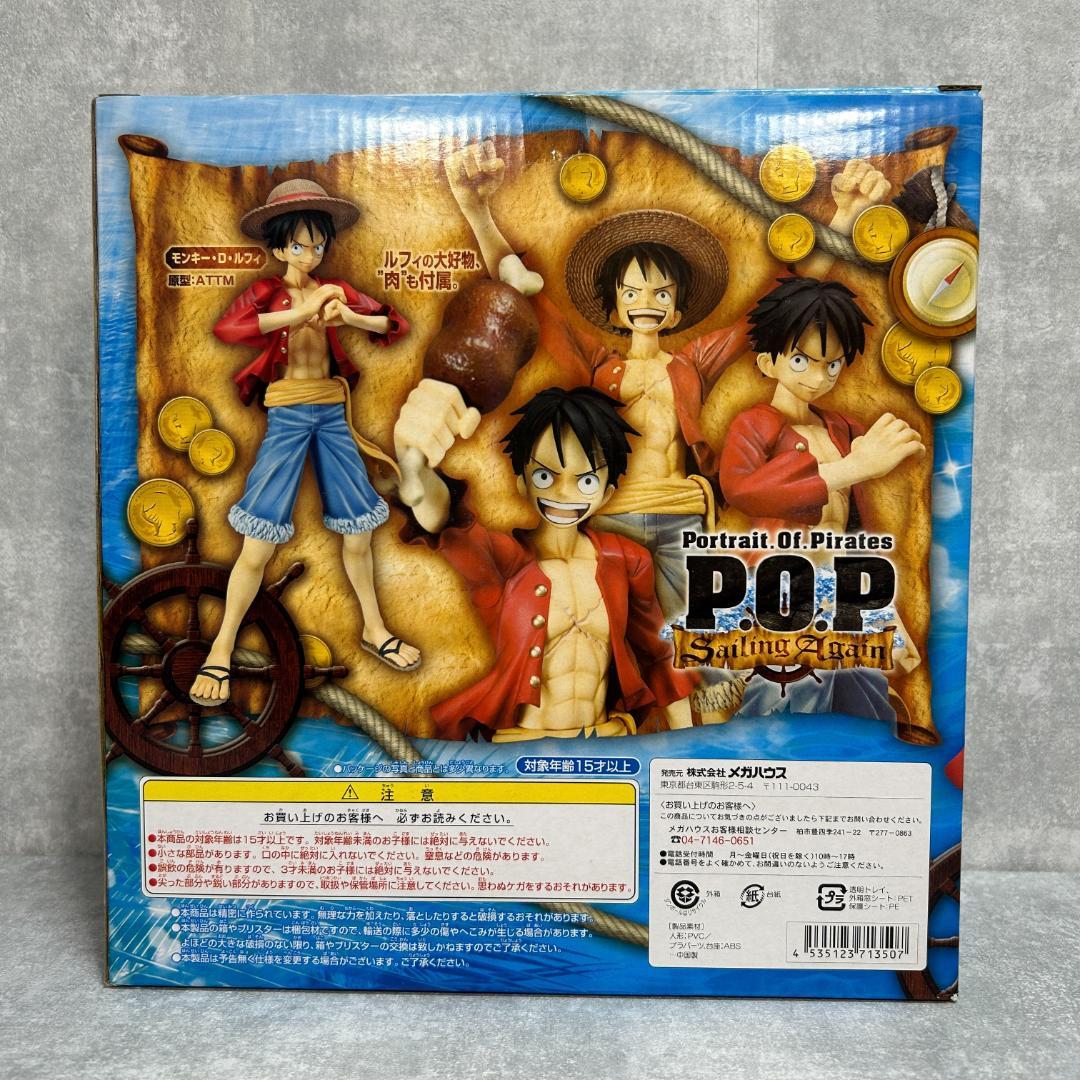 モンキー・D・ルフィ
原型:ATTM
ルフィの大好物、
"肉"も付属。
Portrait.Of.Pirates
P.O.P
Sailing Again
●パッケージの写真と商品とは多少異なります。
対象年齢15才以上
⚠ 注意
お買い上げのお客様へ 必ずお読みください。
●本商品の対象年齢は15才以上です。対象年齢未満のお子様には絶対に与えないでください。
●小さな部品があります。口の中に絶対に入れないでください。窒息などの危険があります。
●誤飲の危険が有りますので、3才未満のお子様には絶対に与えないでください。
●尖った部分や鋭い部分がありますので、取扱や保管場所に注意してください。思わぬケガをするおそれがあります。
●本商品は精密に作られています。無理な力を加えたり、落としたりすると破損するおそれがあります。
●本製品の箱やブリスターは梱包材ですので、輸送の際に多少の傷やへこみが生じる場合があります。
よほどの大きな破損のない限り、箱やブリスターの交換は致しかねますのでご了承ください。
●本製品は予告無く仕様を変更する場合がございます。ご了承ください。
発売元 株式会社 メガハウス
東京都台東区駒形2-5-4 〒111-0043
〈お買い上げのお客様へ〉
この商品についてお気づきの点がございましたら下記までお問い合わせください。
メガハウスお客様相談センター 柏市豊四季241-22 〒277-0863
☎04-7146-0651
●電話受付時間 月～金曜日(祝日を除く)10時～17時
●電話番号をよく確かめて、お間違いのないようご注意ください。
外箱
ダンボールはリサイクル
紙
台紙
プラ
透明トレイ、
外箱窓シート:PET
保護シート:PE
〔製品素材〕
人形:PVC/
プラパーツ,台座:ABS
…中国製
4 535123 713507